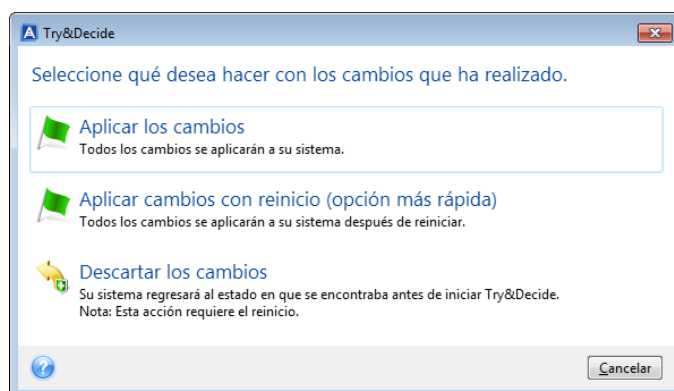 Try&Decide
Seleccione qué desea hacer con los cambios que ha realizado.
Aplicar los cambios
Todos los cambios se aplicarán a su sistema.
Aplicar cambios con reinicio (opción más rápida)
Todos los cambios se aplicarán a su sistema después de reiniciar.
Descartar los cambios
Su sistema regresará al estado en que se encontraba antes de iniciar Try&Decide.
Nota: Esta acción requiere el reinicio.
Cancelar